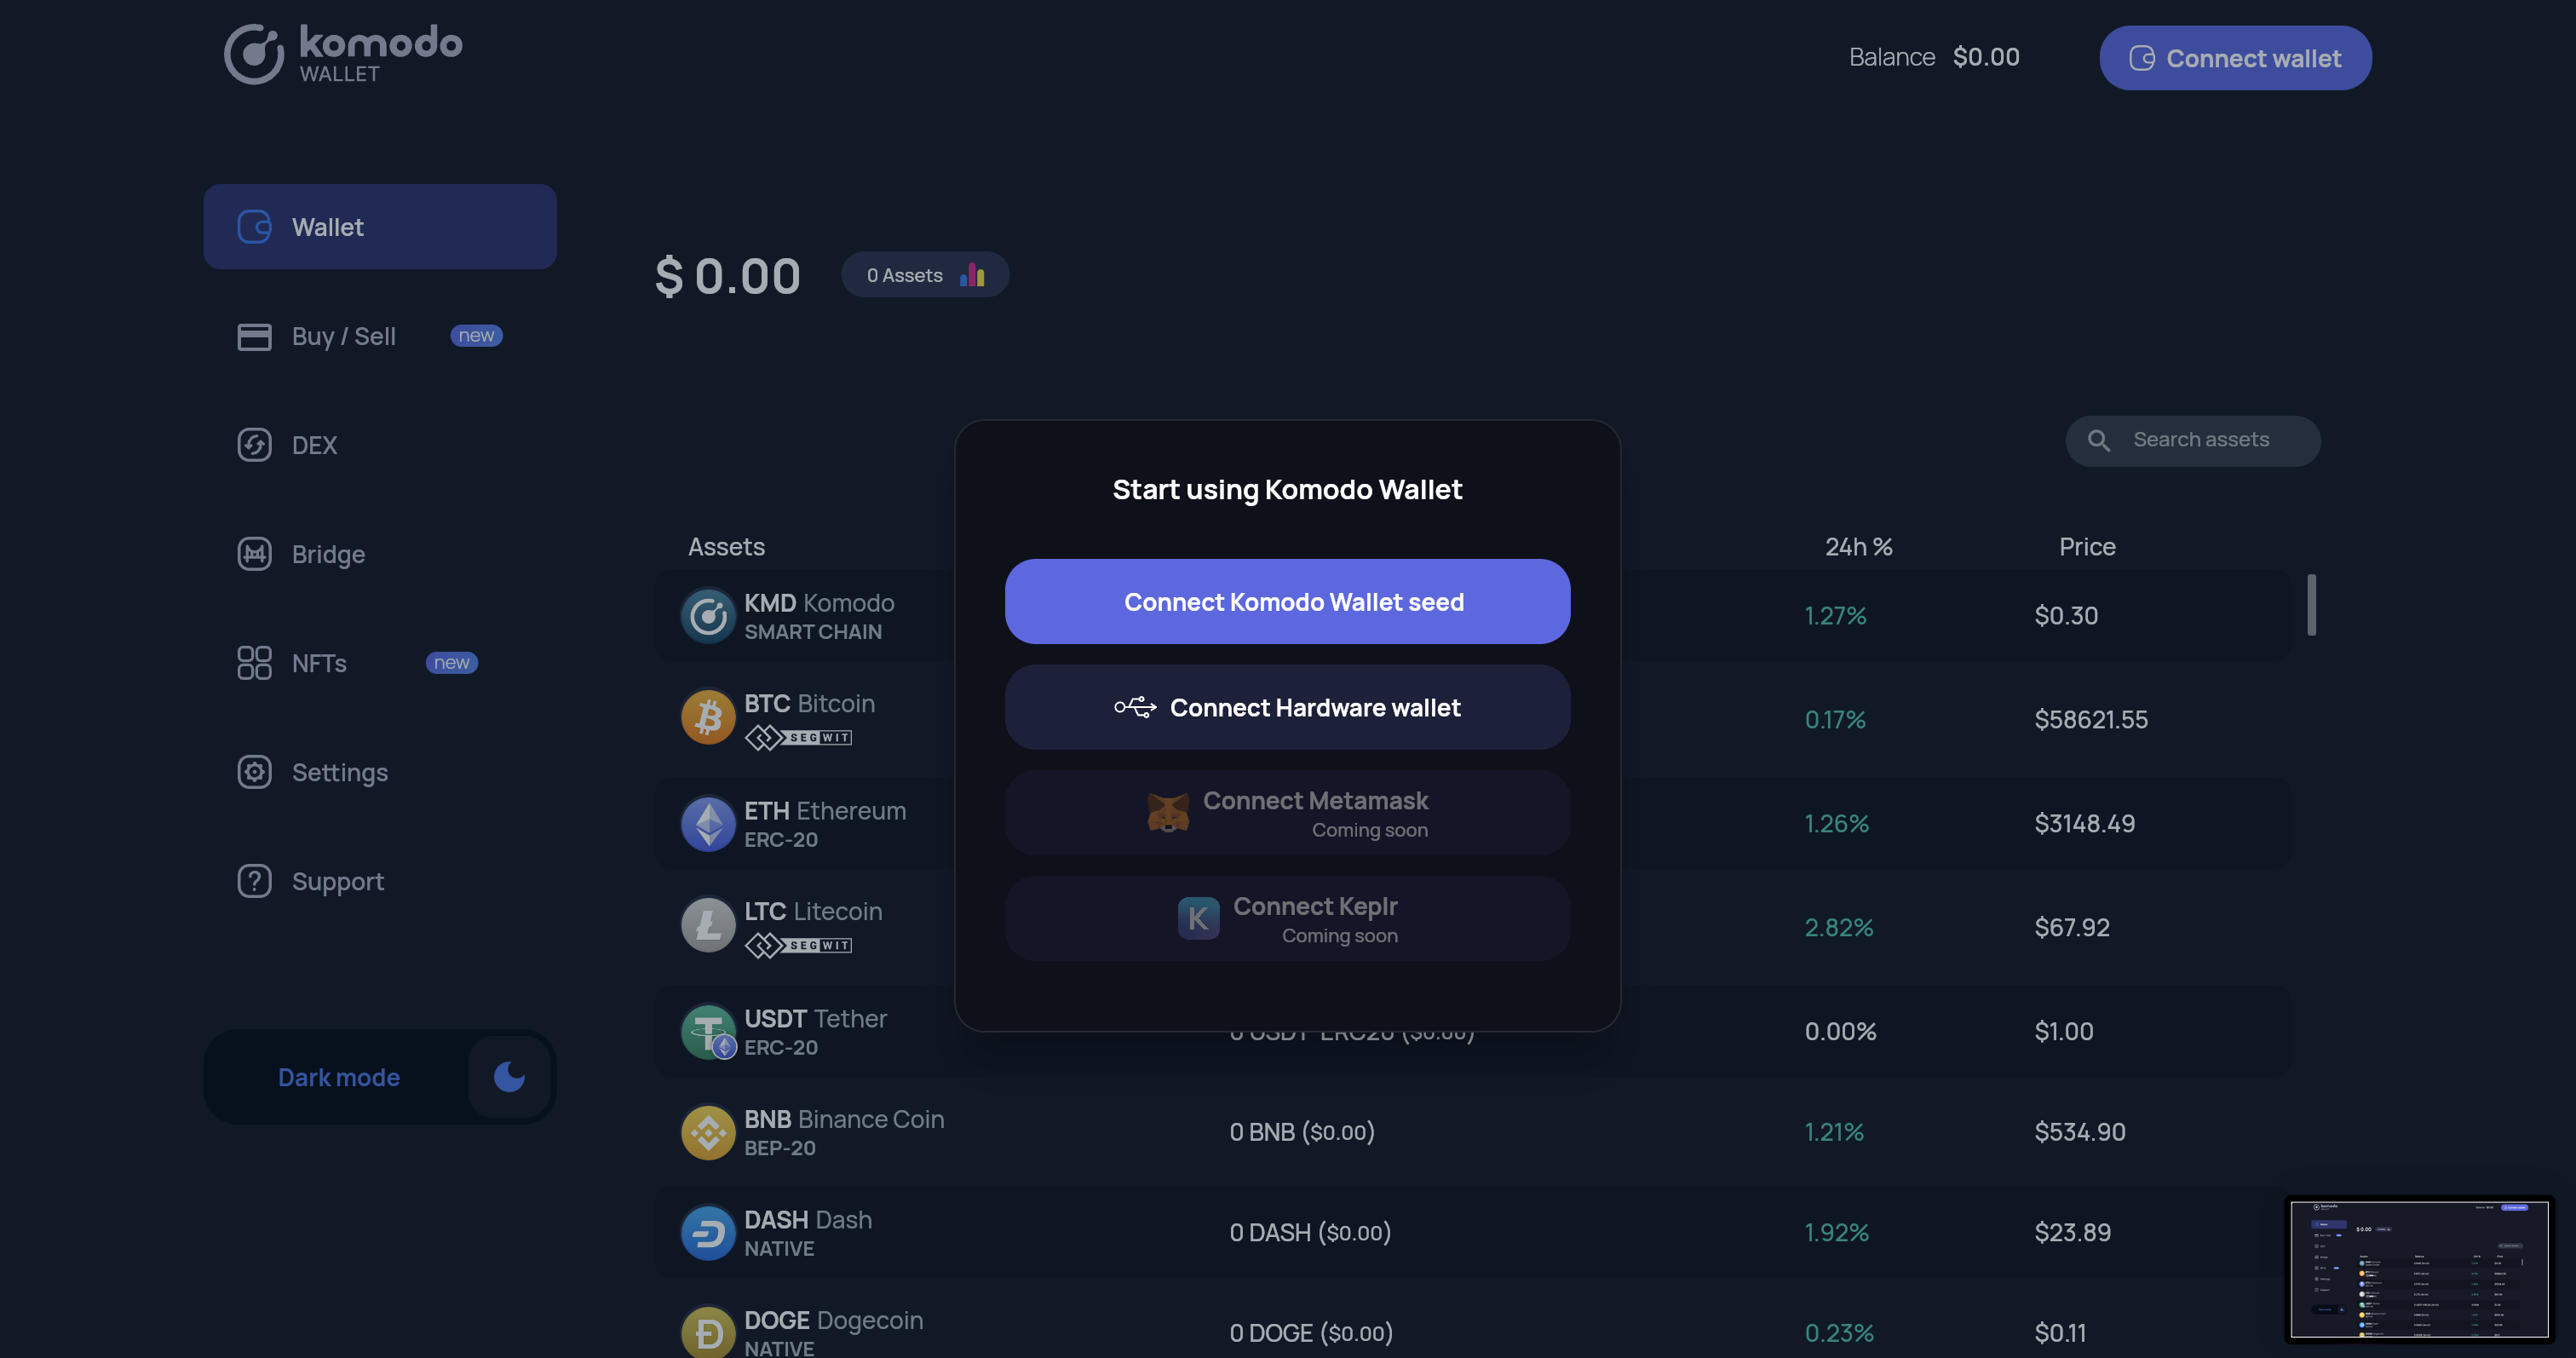 komodo
WALLET
Balance $0.00
Connect wallet
Wallet
Buy / Sell new
DEX
Bridge
NFTs new
Settings
Support
Dark mode
$ 0.00
0 Assets
Search assets
Assets 24h % Price
KMD Komodo
SMART CHAIN
1.27% $0.30
BTC Bitcoin
SEGWIT
0.17% $58621.55
ETH Ethereum
ERC-20
1.26% $3148.49
LTC Litecoin
SEGWIT
2.82% $67.92
USDT Tether
ERC-20
0 USDT-ERC20 ($0.00) 0.00% $1.00
BNB Binance Coin
BEP-20
0 BNB ($0.00) 1.21% $534.90
DASH Dash
NATIVE
0 DASH ($0.00) 1.92% $23.89
DOGE Dogecoin
NATIVE
0 DOGE ($0.00) 0.23% $0.11
Start using Komodo Wallet
Connect Komodo Wallet seed
Connect Hardware wallet
Connect Metamask
Coming soon
K
Connect Keplr
Coming soon